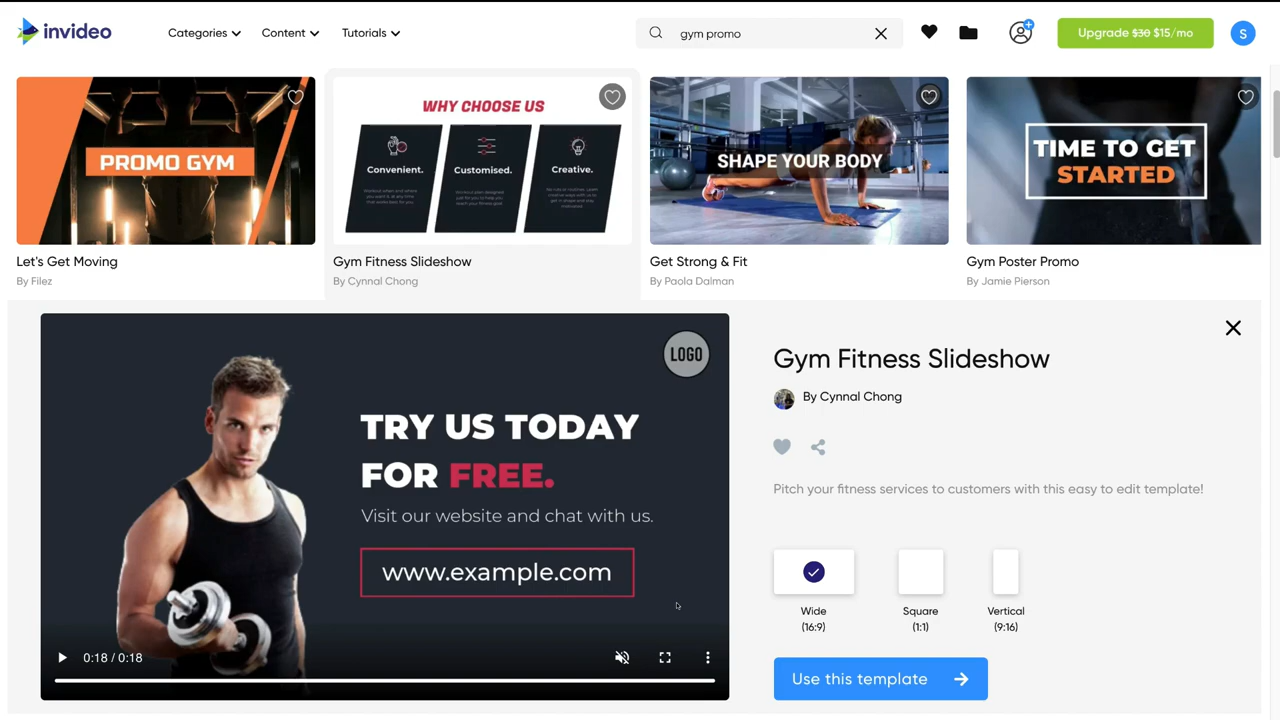 invideo
Categories
Content
Tutorials
gym promo
Upgrade $30 $15/mo
S
PROMO GYM
WHY CHOOSE US
Convenient.
Customised.
Creative.
SHAPE YOUR BODY
TIME TO GET
STARTED
Let's Get Moving
By Filez
Gym Fitness Slideshow
By Cynnal Chong
Get Strong & Fit
By Paola Dalman
Gym Poster Promo
By Jamie Pierson
LOGO
TRY US TODAY
FOR FREE.
Visit our website and chat with us.
www.example.com
0:18 / 0:18
Gym Fitness Slideshow
By Cynnal Chong
Pitch your fitness services to customers with this easy to edit template!
Wide
(16:9)
Square
(1:1)
Vertical
(9:16)
Use this template